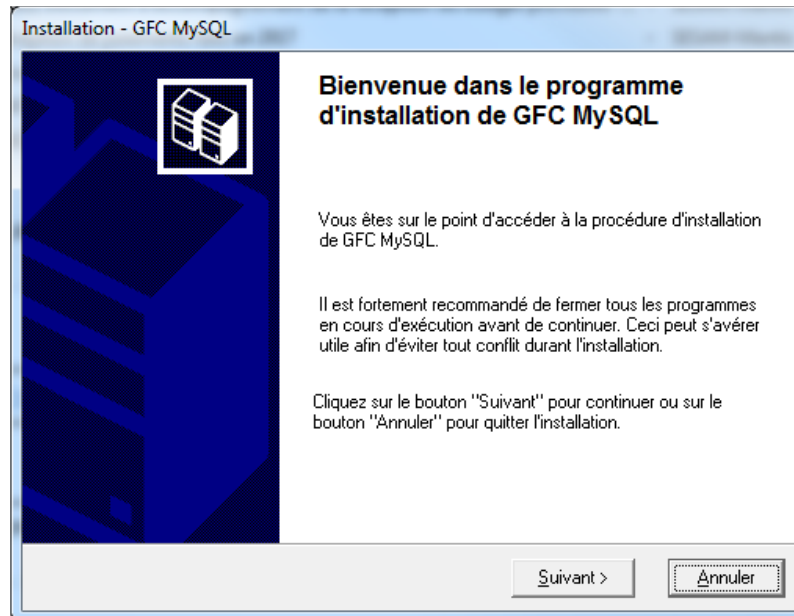 Installation - GFC MySQL
Bienvenue dans le programme
d'installation de GFC MySQL
Vous êtes sur le point d'accéder à la procédure d'installation
de GFC MySQL.
Il est fortement recommandé de fermer tous les programmes
en cours d'exécution avant de continuer. Ceci peut s'avérer
utile afin d'éviter tout conflit durant l'installation.
Cliquez sur le bouton "Suivant" pour continuer ou sur le
bouton "Annuler" pour quitter l'installation.
Suivant >
Annuler